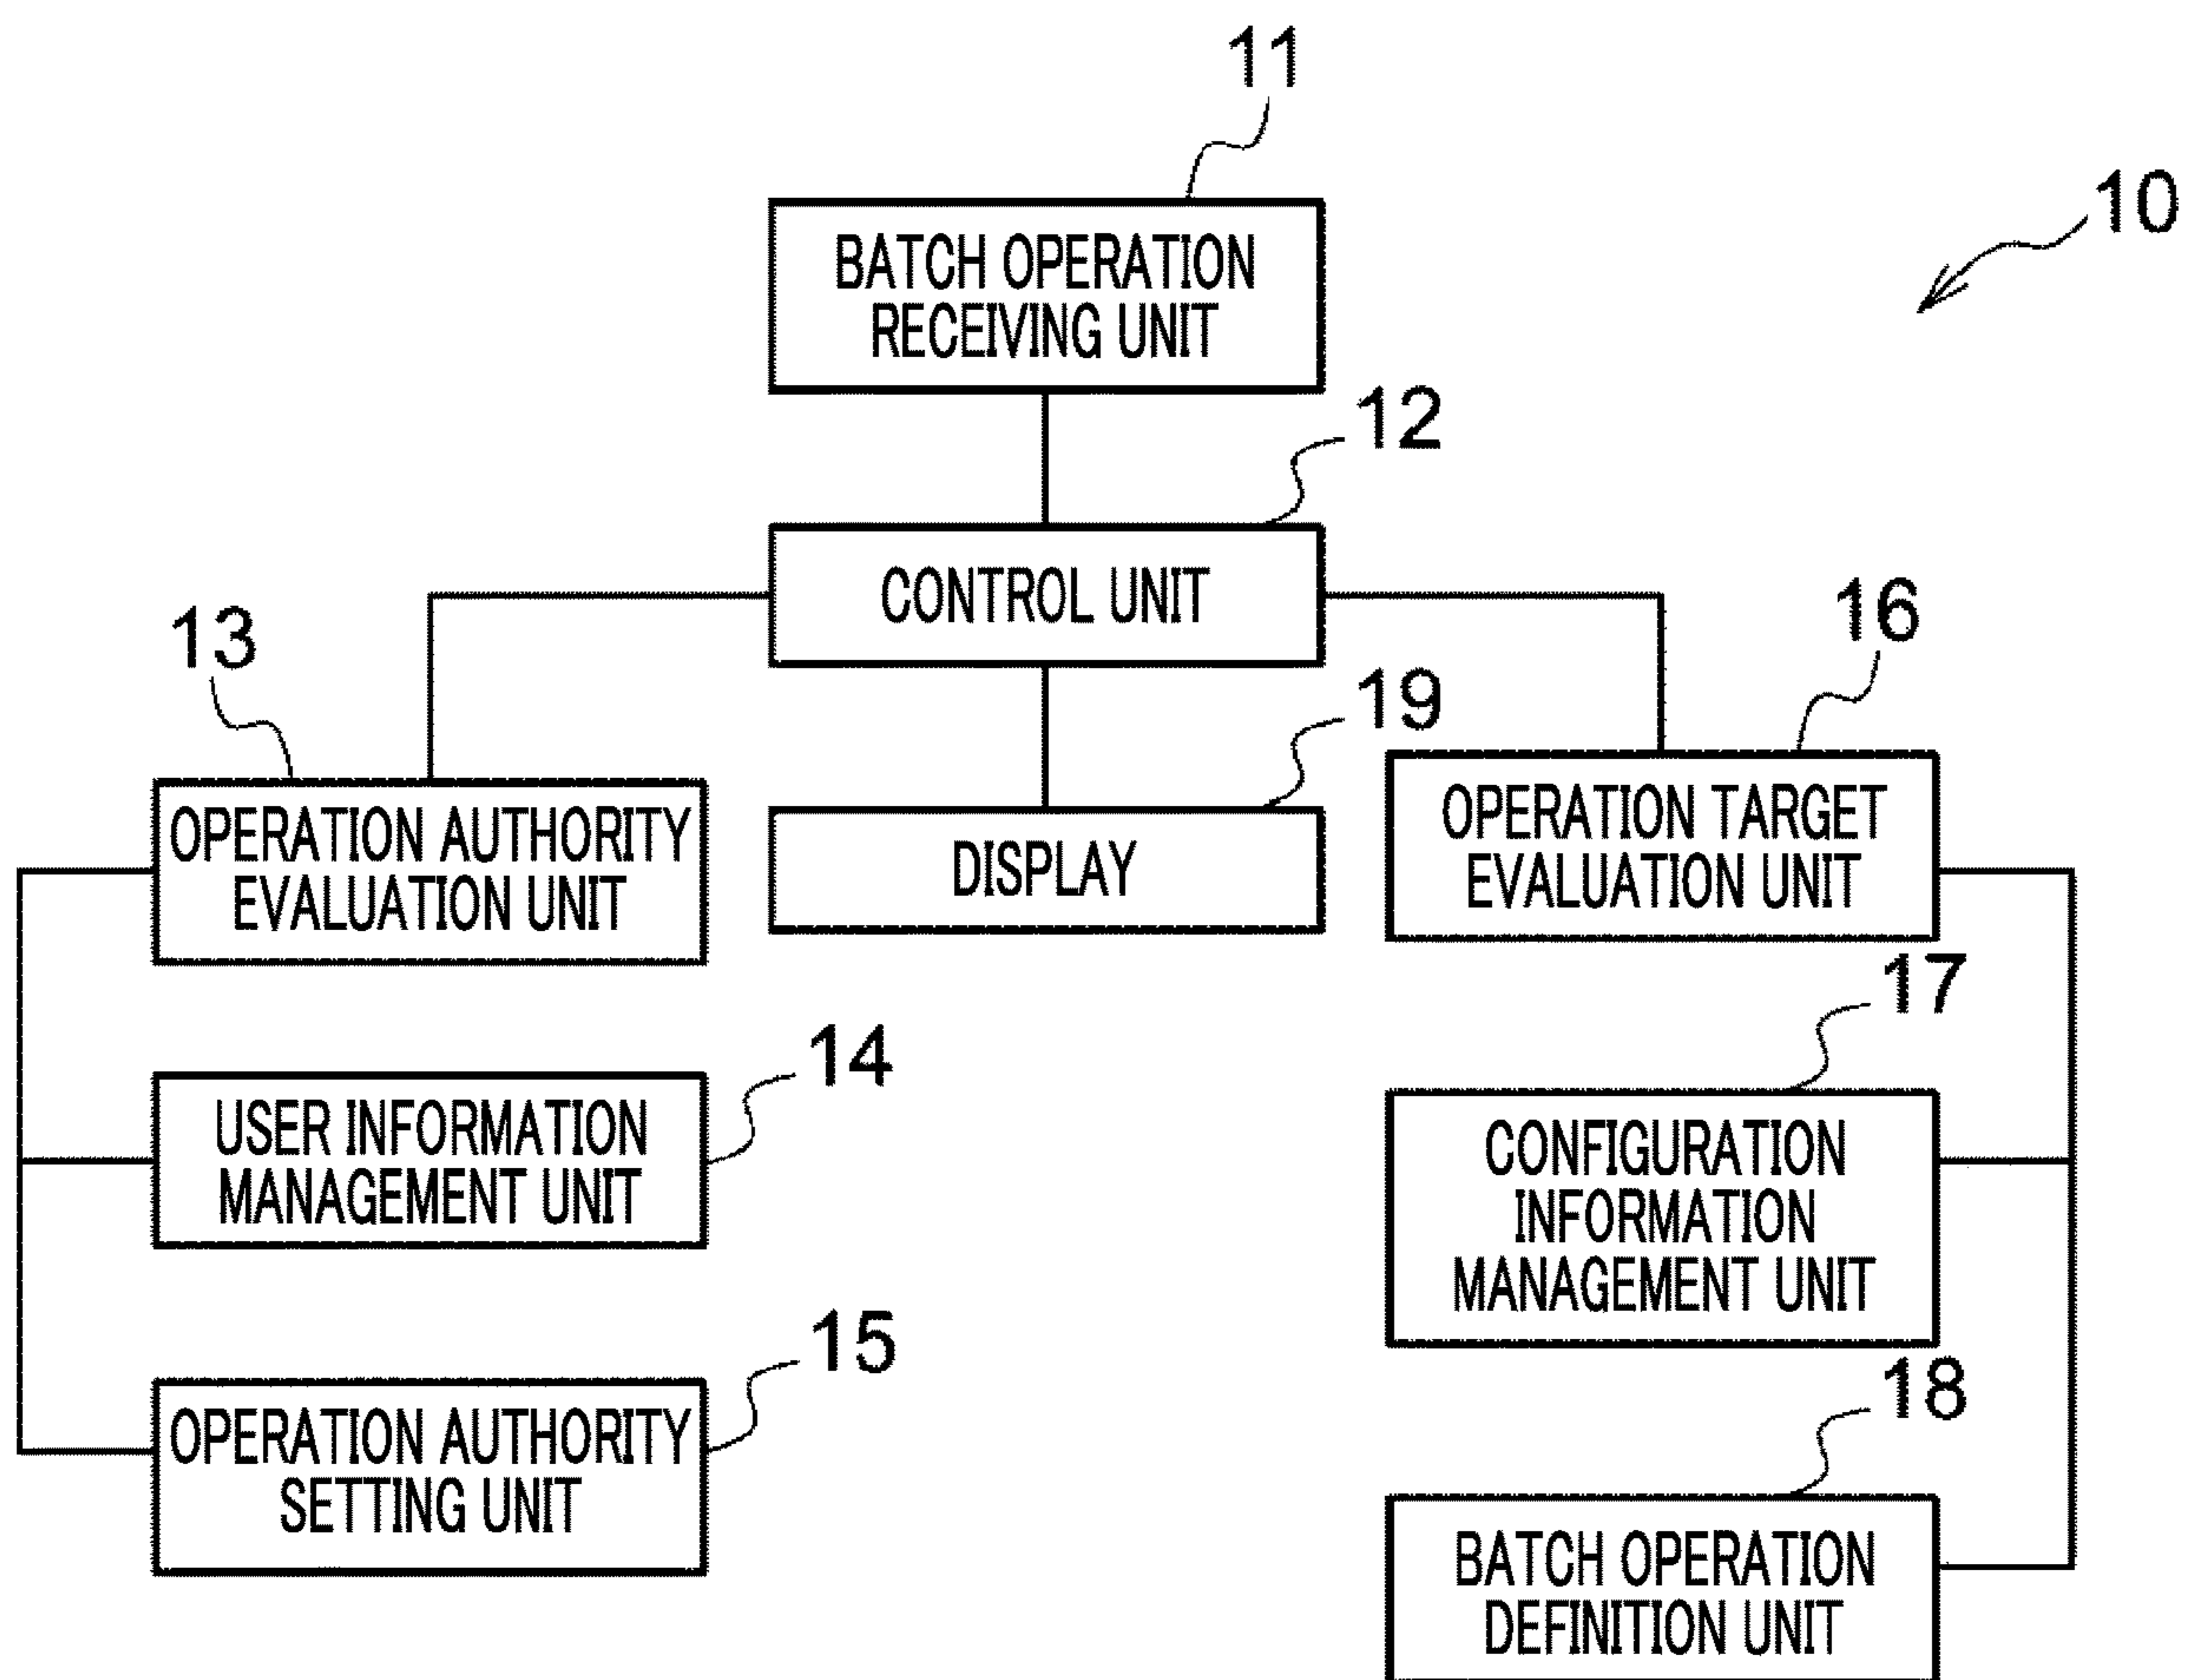 11
10
BATCH OPERATION
RECEIVING UNIT
12
CONTROL UNIT
13
16
19
OPERATION AUTHORITY
EVALUATION UNIT
DISPLAY
OPERATION TARGET
EVALUATION UNIT
14
17
USER INFORMATION
MANAGEMENT UNIT
CONFIGURATION
INFORMATION
MANAGEMENT UNIT
15
18
OPERATION AUTHORITY
SETTING UNIT
BATCH OPERATION
DEFINITION UNIT